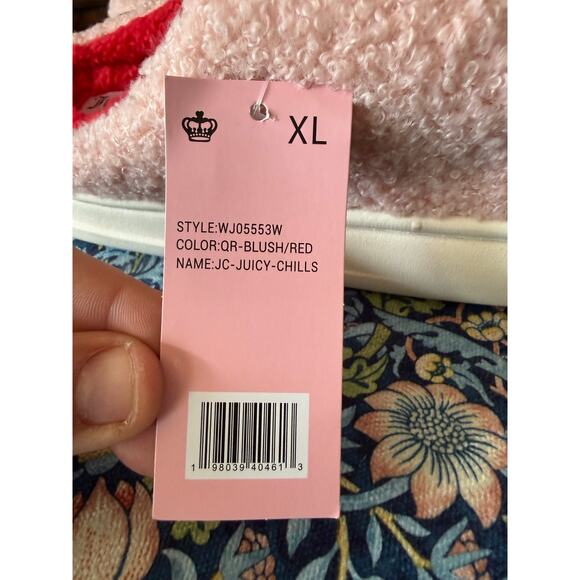 XL
STYLE:WJ05553W
COLOR:QR-BLUSH/RED
NAME:JC-JUICY-CHILLS
1 98039 40461 3